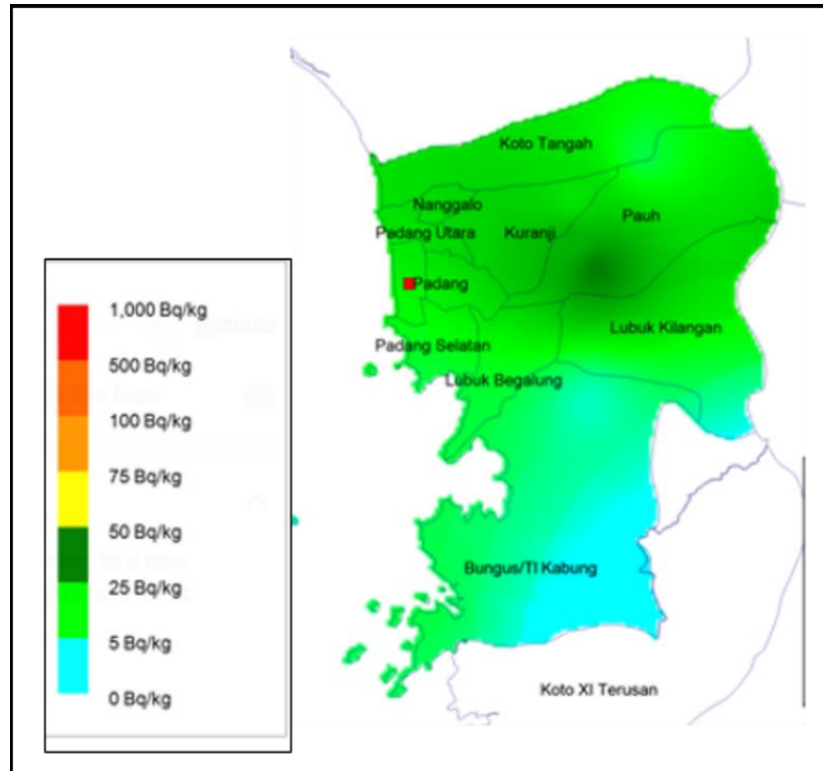 Koto Tangah
Nanggalo
Pauh
Padang Utara
Kuranji
Padang
Lubuk Kilangan
Padang Selatan
Lubuk Begalung
Bungus/Tl Kabung
Koto XI Terusan
1,000 Bq/kg
500 Bq/kg
100 Bq/kg
75 Bq/kg
50 Bq/kg
25 Bq/kg
5 Bq/kg
0 Bq/kg